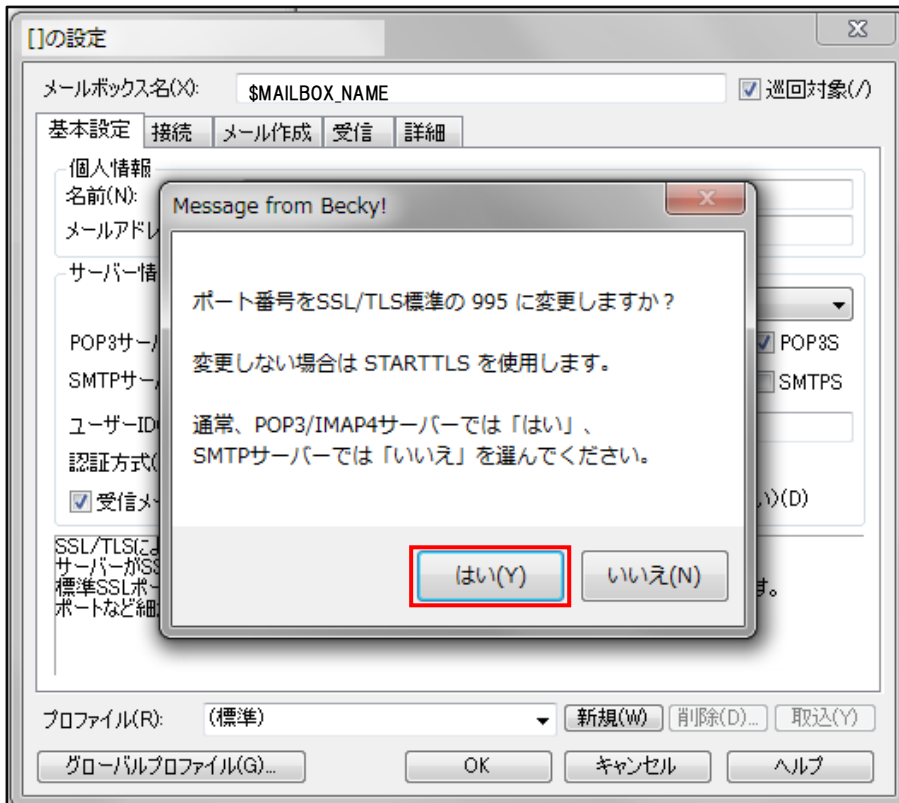 []の設定
メールボックス名(X): $MAILBOX_NAME 巡回対象(/)
基本設定 接続 メール作成 受信 詳細
個人情報
名前(N):
メールアドレ
サーバー情
POP3サー POP3S
SMTPサー SMTPS
ユーザーID
認証方式(
受信メー い)(D)
SSL/TLS(によ
サーバーがSS
標準SSLポー す。
ポートなど細
Message from Becky!
ポート番号をSSL/TLS標準の 995 に変更しますか？
変更しない場合は STARTTLS を使用します。
通常、POP3/IMAP4サーバーでは「はい」、
SMTPサーバーでは「いいえ」を選んでください。
はい(Y) いいえ(N)
プロファイル(R): (標準) 新規(W) 削除(D)... 取込(Y)
グローバルプロファイル(G)... OK キャンセル ヘルプ